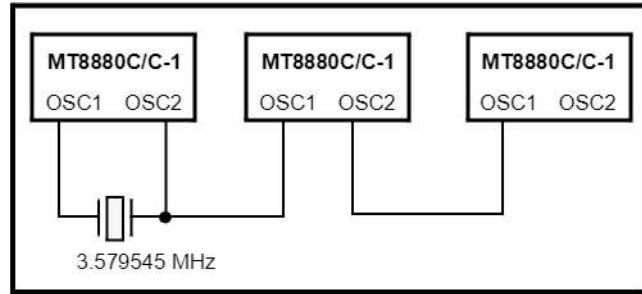 MT8880C/C-1 MT8880C/C-1 MT8880C/C-1
OSC1 OSC2 OSC1 OSC2 OSC1 OSC2
3.579545 MHz